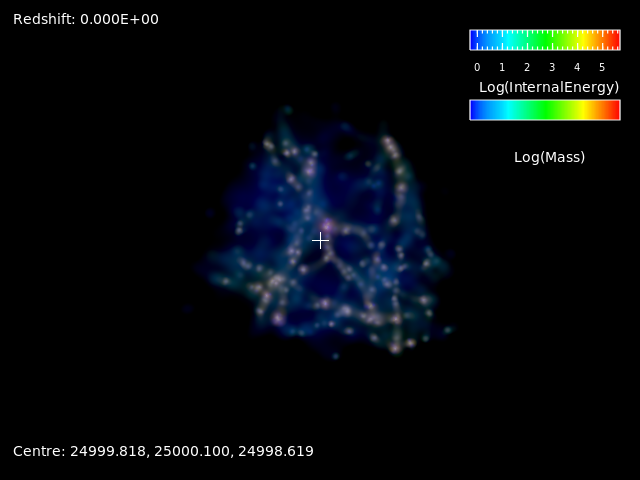 Redshift: 0.000E+00
0 1 2 3 4 5
Log(InternalEnergy)
Log(Mass)
Centre: 24999.818, 25000.100, 24998.619